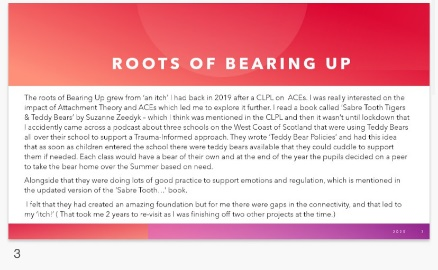 ROOTS OF BEARING UP
The roots of Bearing Up grew from 'an itch' I had back in 2019 after a CLPL on ACEs. I was really interested on the
impact of Attachment Theory and ACEs which led me to explore it further. I read a book called 'Sabre Tooth Tigers
& Teddy Bears' by Suzanne Zeedyk - which I think was mentioned in the CLPL and then it wasn't until lockdown that
I accidently came across a podcast about three schools on the West Coast of Scotland that were using Teddy Bears
all over their school to support a Trauma-Informed approach. They wrote 'Teddy Bear Policies' and had this idea
that as soon as children entered the school there were teddy bears available that they could cuddle to support
them if needed. Each class would have a bear of their own and at the end of the year the pupils decided on a peer
to take the bear home over the Summer based on need.
Alongside that they were doing lots of good practice to support emotions and regulation, which is mentioned in
the updated version of the 'Sabre Tooth...' book.
I felt that they had created an amazing foundation but for me there were gaps in the connectivity, and that led to
my 'itch!' ( That took me 2 years to re-visit as I was finishing off two other projects at the time.)
3